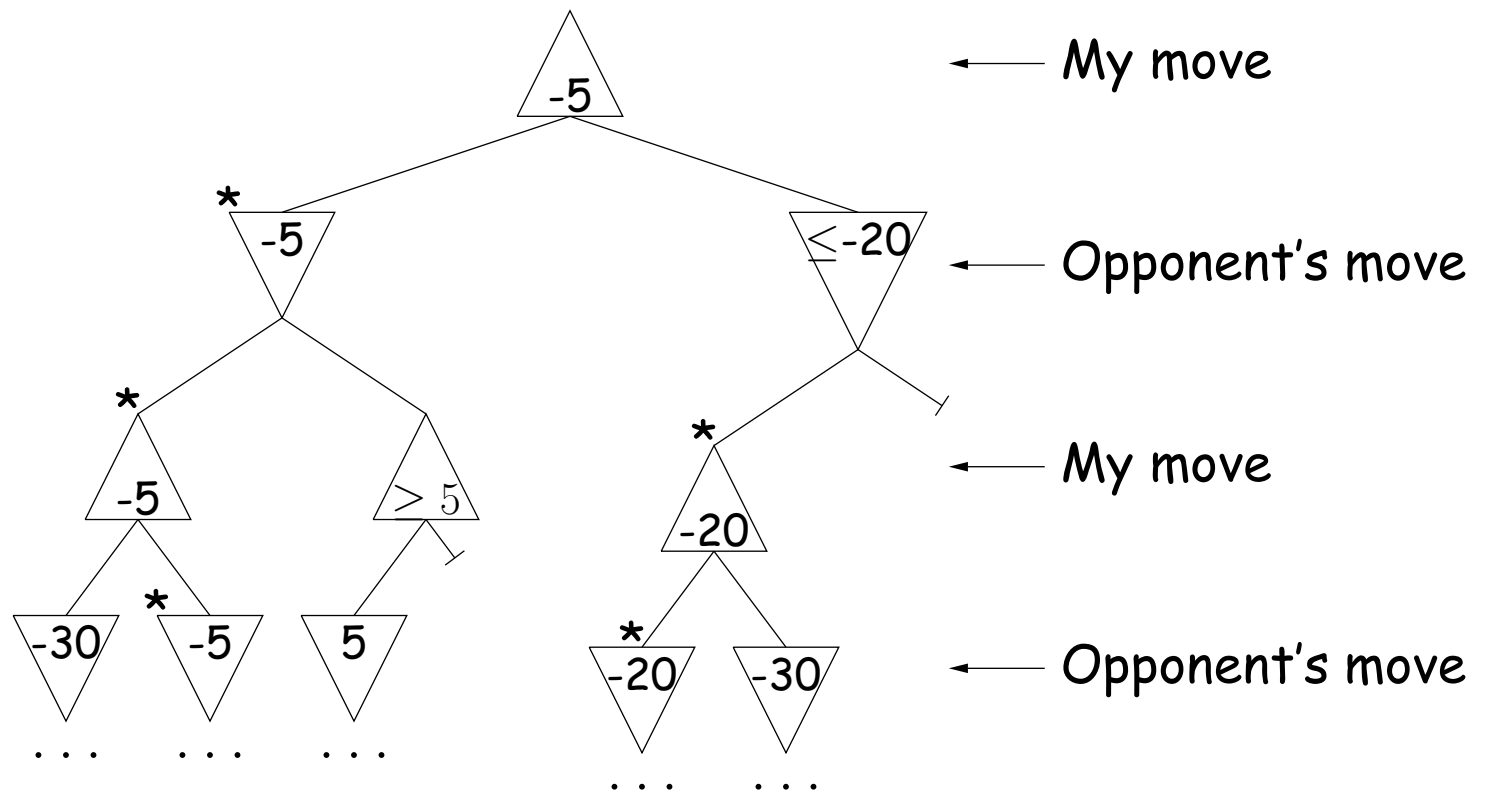 -5
My move
*
-5
≤-20
Opponent's move
*
-5
≥ 5
*
-20
My move
-30
*
-5
5
*
-20
-30
Opponent's move
. . .
. . .
. . .
. . .
. . .